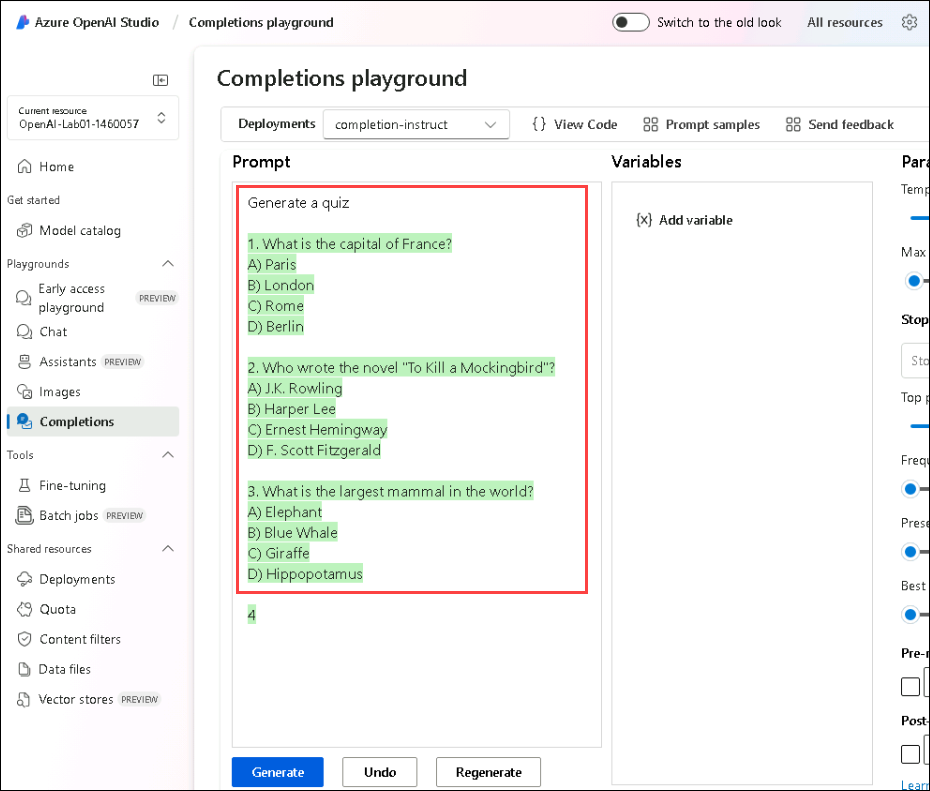 Azure OpenAI Studio / Completions playground
Switch to the old look
All resources
Current resource
OpenAI-Lab01-1460057
Home
Get started
Model catalog
Playgrounds
Early access
playground
PREVIEW
Chat
Assistants PREVIEW
Images
Completions
Tools
Fine-tuning
Batch jobs PREVIEW
Shared resources
Deployments
Quota
Content filters
Data files
Vector stores PREVIEW
Completions playground
Deployments completion-instruct {} View Code Prompt samples Send feedback
Prompt
Generate a quiz
1. What is the capital of France?
A) Paris
B) London
C) Rome
D) Berlin
2. Who wrote the novel "To Kill a Mockingbird"?
A) J.K. Rowling
B) Harper Lee
C) Ernest Hemingway
D) F. Scott Fitzgerald
3. What is the largest mammal in the world?
A) Elephant
B) Blue Whale
C) Giraffe
D) Hippopotamus
4
Generate Undo Regenerate
Variables
{x} Add variable
Para
Temp
Max
Stop
Sto
Top p
Frequ
Prese
Best
Pre-r
Post-
Learn